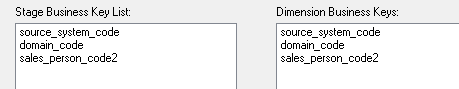 Stage Business Key List:
source_system_code
domain_code
sales_person_code2
Dimension Business Keys:
source_system_code
domain_code
sales_person_code2